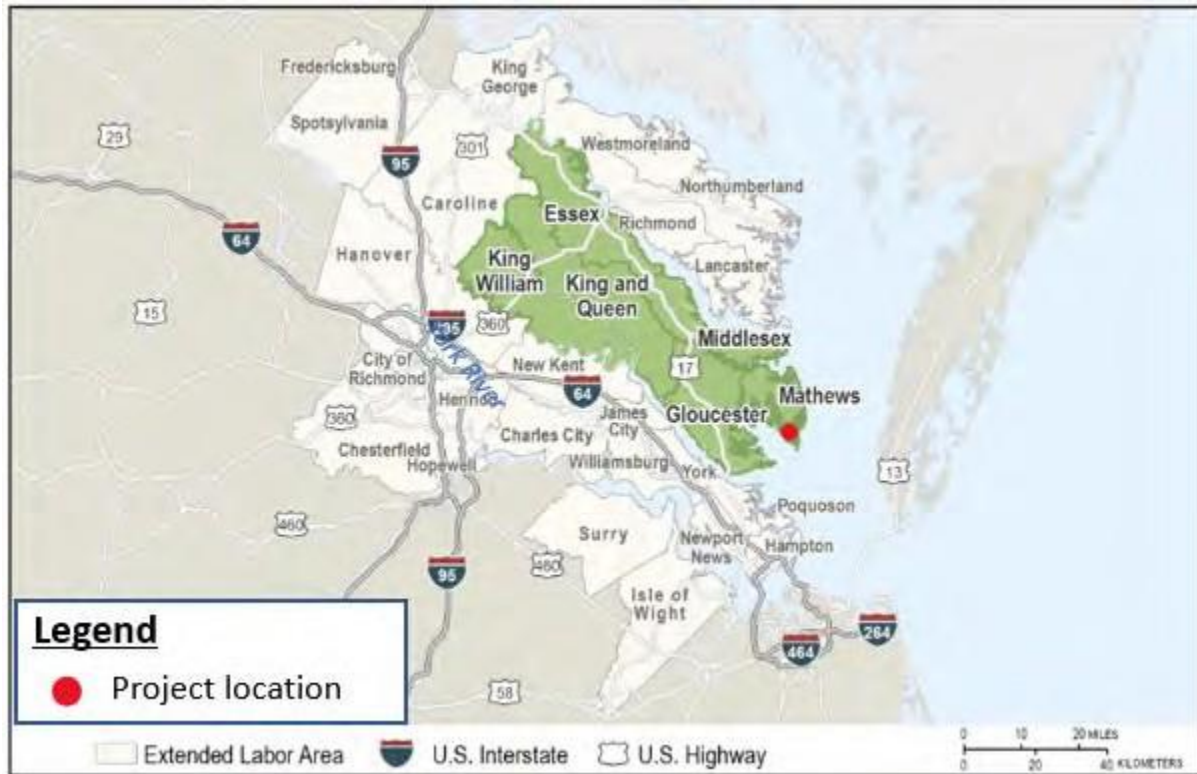 Fredericksburg
King
George
Spotsylvania
29
301
95
Westmoreland
Northumberland
Caroline
Essex
Richmond
64
Hanover
King
William
Lancaster
King and
Queen
15
295
360
Middlesex
City of
Richmond
New Kent
17
Mathews
64
James
City
Gloucester
360
Charles City
Chesterfield
Hopewell
Williamsburg
York
13
Poquoson
460
Surry
Newport
News
Hampton
95
460
Isle of
Wight
264
464
58
Legend
Project location
Extended Labor Area
U.S. Interstate
U.S. Highway
0 10 20 MILES
0 20 40 KILOMETERS